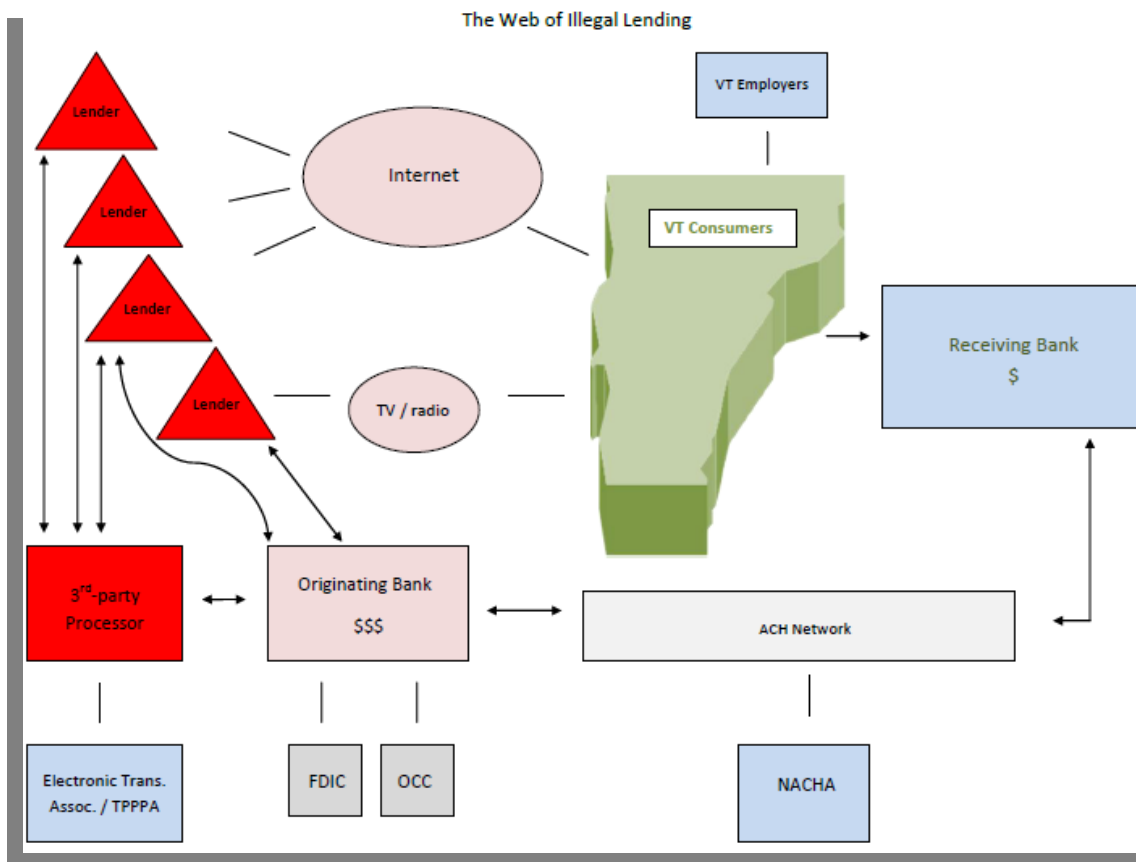 The Web of Illegal Lending
VT Employers
Lender
Internet
VT Consumers
Lender
Lender
Receiving Bank
$
Lender
TV / radio
3rd-party
Processor
Originating Bank
$$$
ACH Network
Electronic Trans.
Assoc. / TPPPA
FDIC
OCC
NACHA